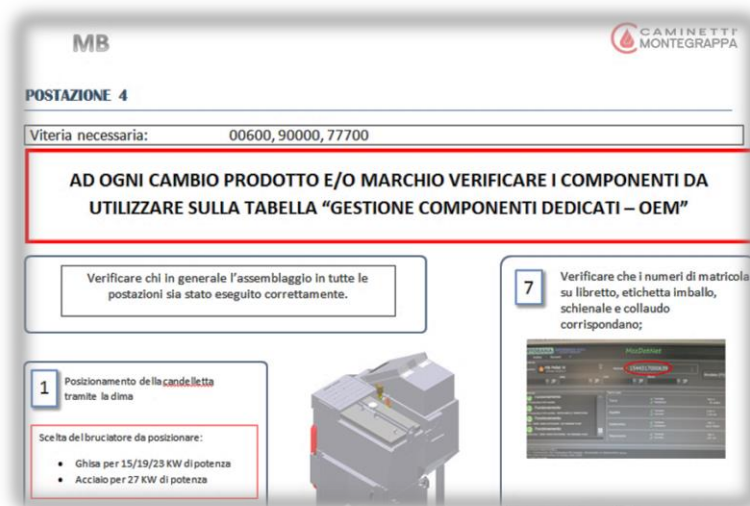 MB
CAMINETTI
MONTEGRAPPA
POSTAZIONE 4
Viteria necessaria: 00600, 90000, 77700
AD OGNI CAMBIO PRODOTTO E/O MARCHIO VERIFICARE I COMPONENTI DA
UTILIZZARE SULLA TABELLA “GESTIONE COMPONENTI DEDICATI – OEM”
Verificare chi in generale l’assemblaggio in tutte le
postazioni sia stato eseguito correttamente.
1
Posizionamento della candelletta
tramite la dima
Scelta del bruciatore da posizionare:
• Ghisa per 15/19/23 KW di potenza
• Acciaio per 27 KW di potenza
7
Verificare che i numeri di matricola
su libretto, etichetta imballo,
schienale e collaudo
corrispondano;